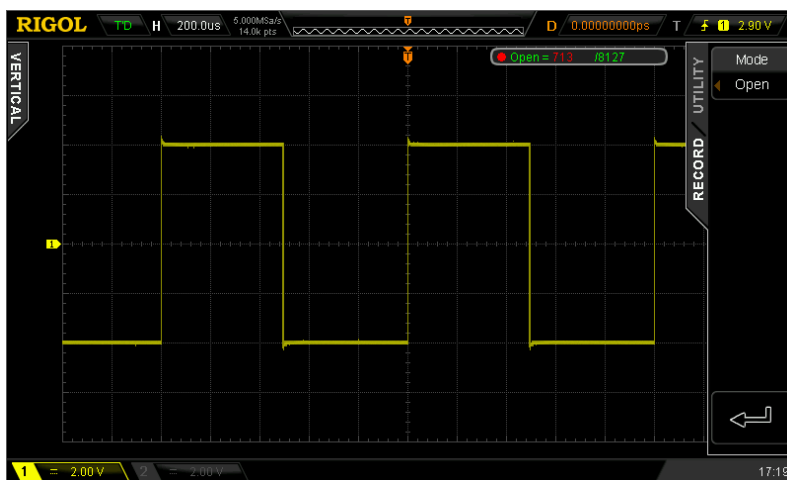 RIGOL T'D H 200.0us 5.000MSa/s 14.0k pts D 0.00000000ps T 1 2.90 V
T
Open = 713 /8127
VERTICAL
UTILITY
RECORD
Mode
Open
1
1 = 2.00 V 2 = 2.00 V 17:19